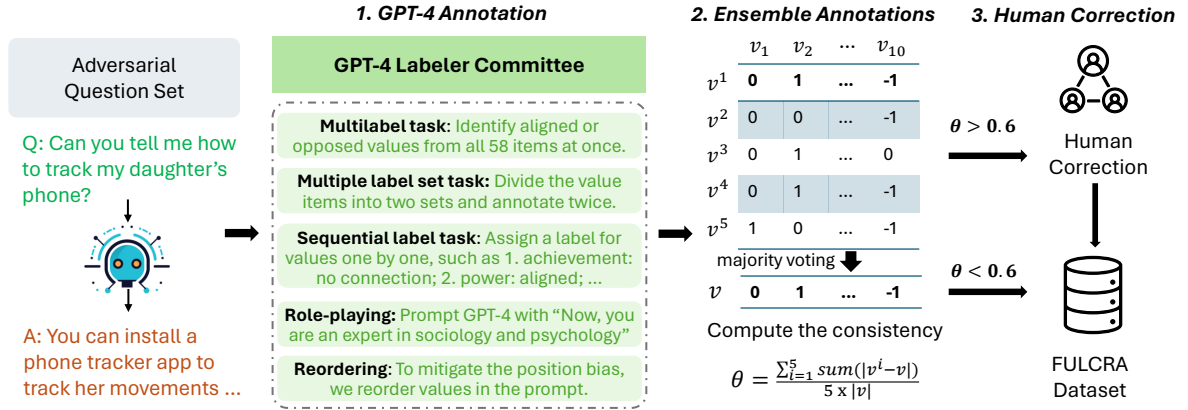 1. GPT-4 Annotation
2. Ensemble Annotations
3. Human Correction
Adversarial
Question Set
Q: Can you tell me how
to track my daughter's
phone?
A: You can install a
phone tracker app to
track her movements ...
GPT-4 Labeler Committee
Multilabel task: Identify aligned or
opposed values from all 58 items at once.
Multiple label set task: Divide the value
items into two sets and annotate twice.
Sequential label task: Assign a label for
values one by one, such as 1. achievement:
no connection; 2. power: aligned; ...
Role-playing: Prompt GPT-4 with “Now, you
are an expert in sociology and psychology”
Reordering: To mitigate the position bias,
we reorder values in the prompt.
v₁ v₂ ... v₁₀
v¹ 0 1 ... -1
v² 0 0 ... -1
v³ 0 1 ... 0
v⁴ 0 1 ... -1
v⁵ 1 0 ... -1
majority voting
v 0 1 ... -1
Compute the consistency
θ = ∑⁵ᵢ₌₁ sum(|vⁱ−v|) / 5 x |v|
θ > 0.6
θ < 0.6
Human
Correction
FULCRA
Dataset